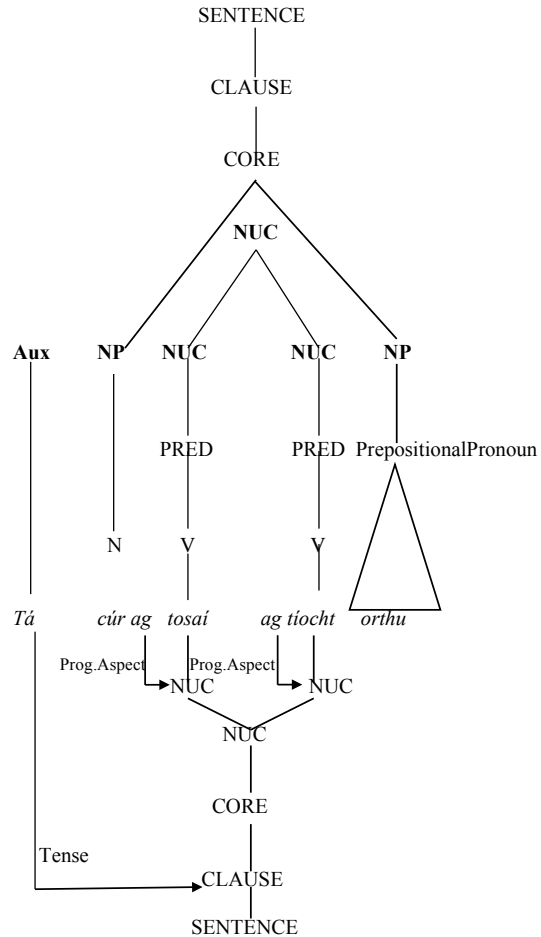 SENTENCE
CLAUSE
CORE
NUC
Aux NP NUC NUC NP
PRED PRED PrepositionalPronoun
N V V
Tá cúr ag tosaí ag tíocht orthu
Prog.Aspect Prog.Aspect
NUC NUC
NUC
CORE
Tense
CLAUSE
SENTENCE